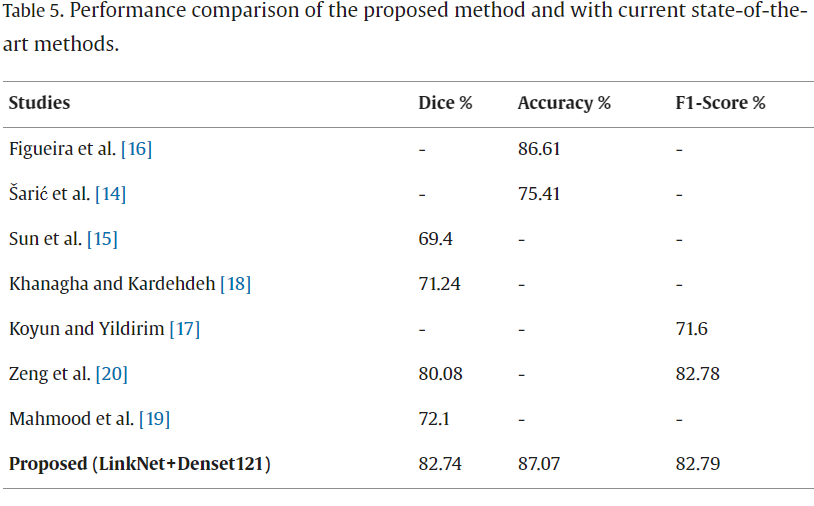 Table 5. Performance comparison of the proposed method and with current state-of-the-
art methods.
Studies Dice % Accuracy % F1-Score %
Figueira et al. [16] - 86.61 -
Šarić et al. [14] - 75.41 -
Sun et al. [15] 69.4 - -
Khanagha and Kardehdeh [18] 71.24 - -
Koyun and Yildirim [17] - - 71.6
Zeng et al. [20] 80.08 - 82.78
Mahmood et al. [19] 72.1 - -
Proposed (LinkNet+Denset121) 82.74 87.07 82.79